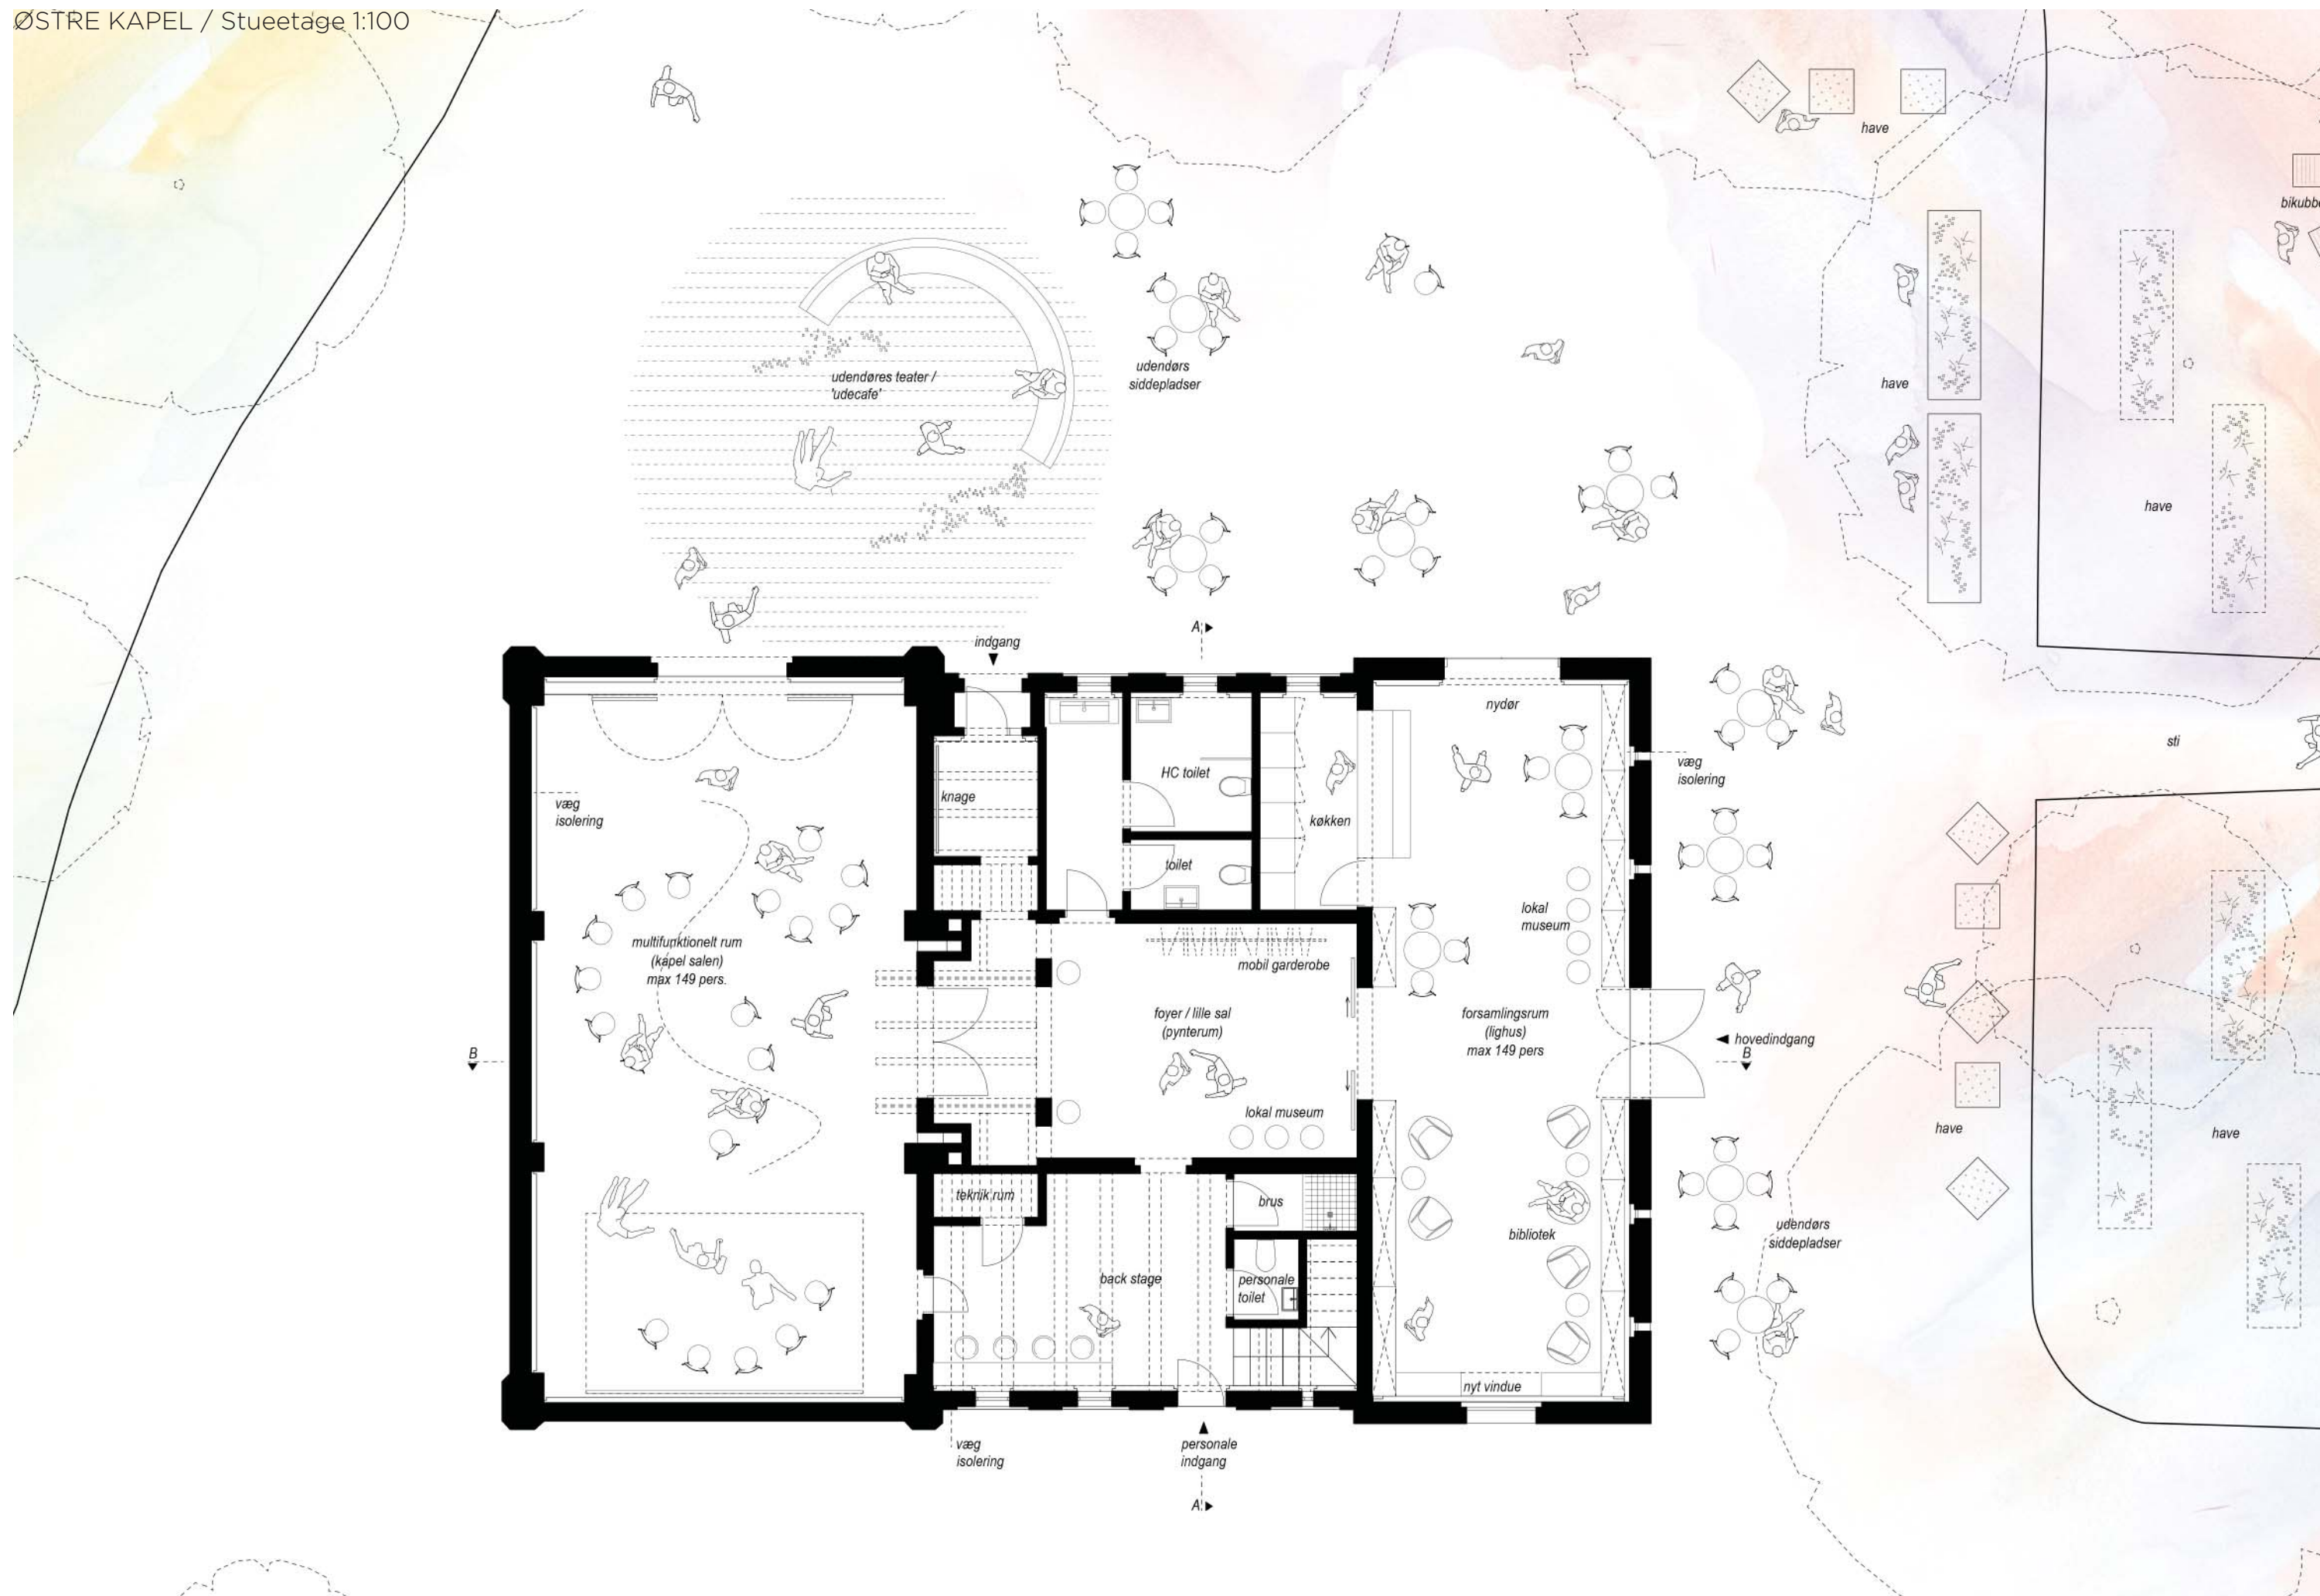 ØSTRE KAPEL / Stueetage 1:100
have
bikubbe
have
udendøres teater /
'udecafe'
udendørs
siddepladser
have
indgang
A
nydør
sti
væg
isolering
væg
isolering
knage
HC toilet
køkken
toilet
lokal
museum
multifunktionelt rum
(kapel salen)
max 149 pers.
mobil garderobe
foyer / lille sal
(pynterum)
forsamlingsrum
(lighus)
max 149 pers
hovedindgang
B
B
lokal museum
have
have
teknik rum
brus
bibliotek
udendørs
siddepladser
back stage
personale
toilet
nyt vindue
væg
isolering
personale
indgang
A